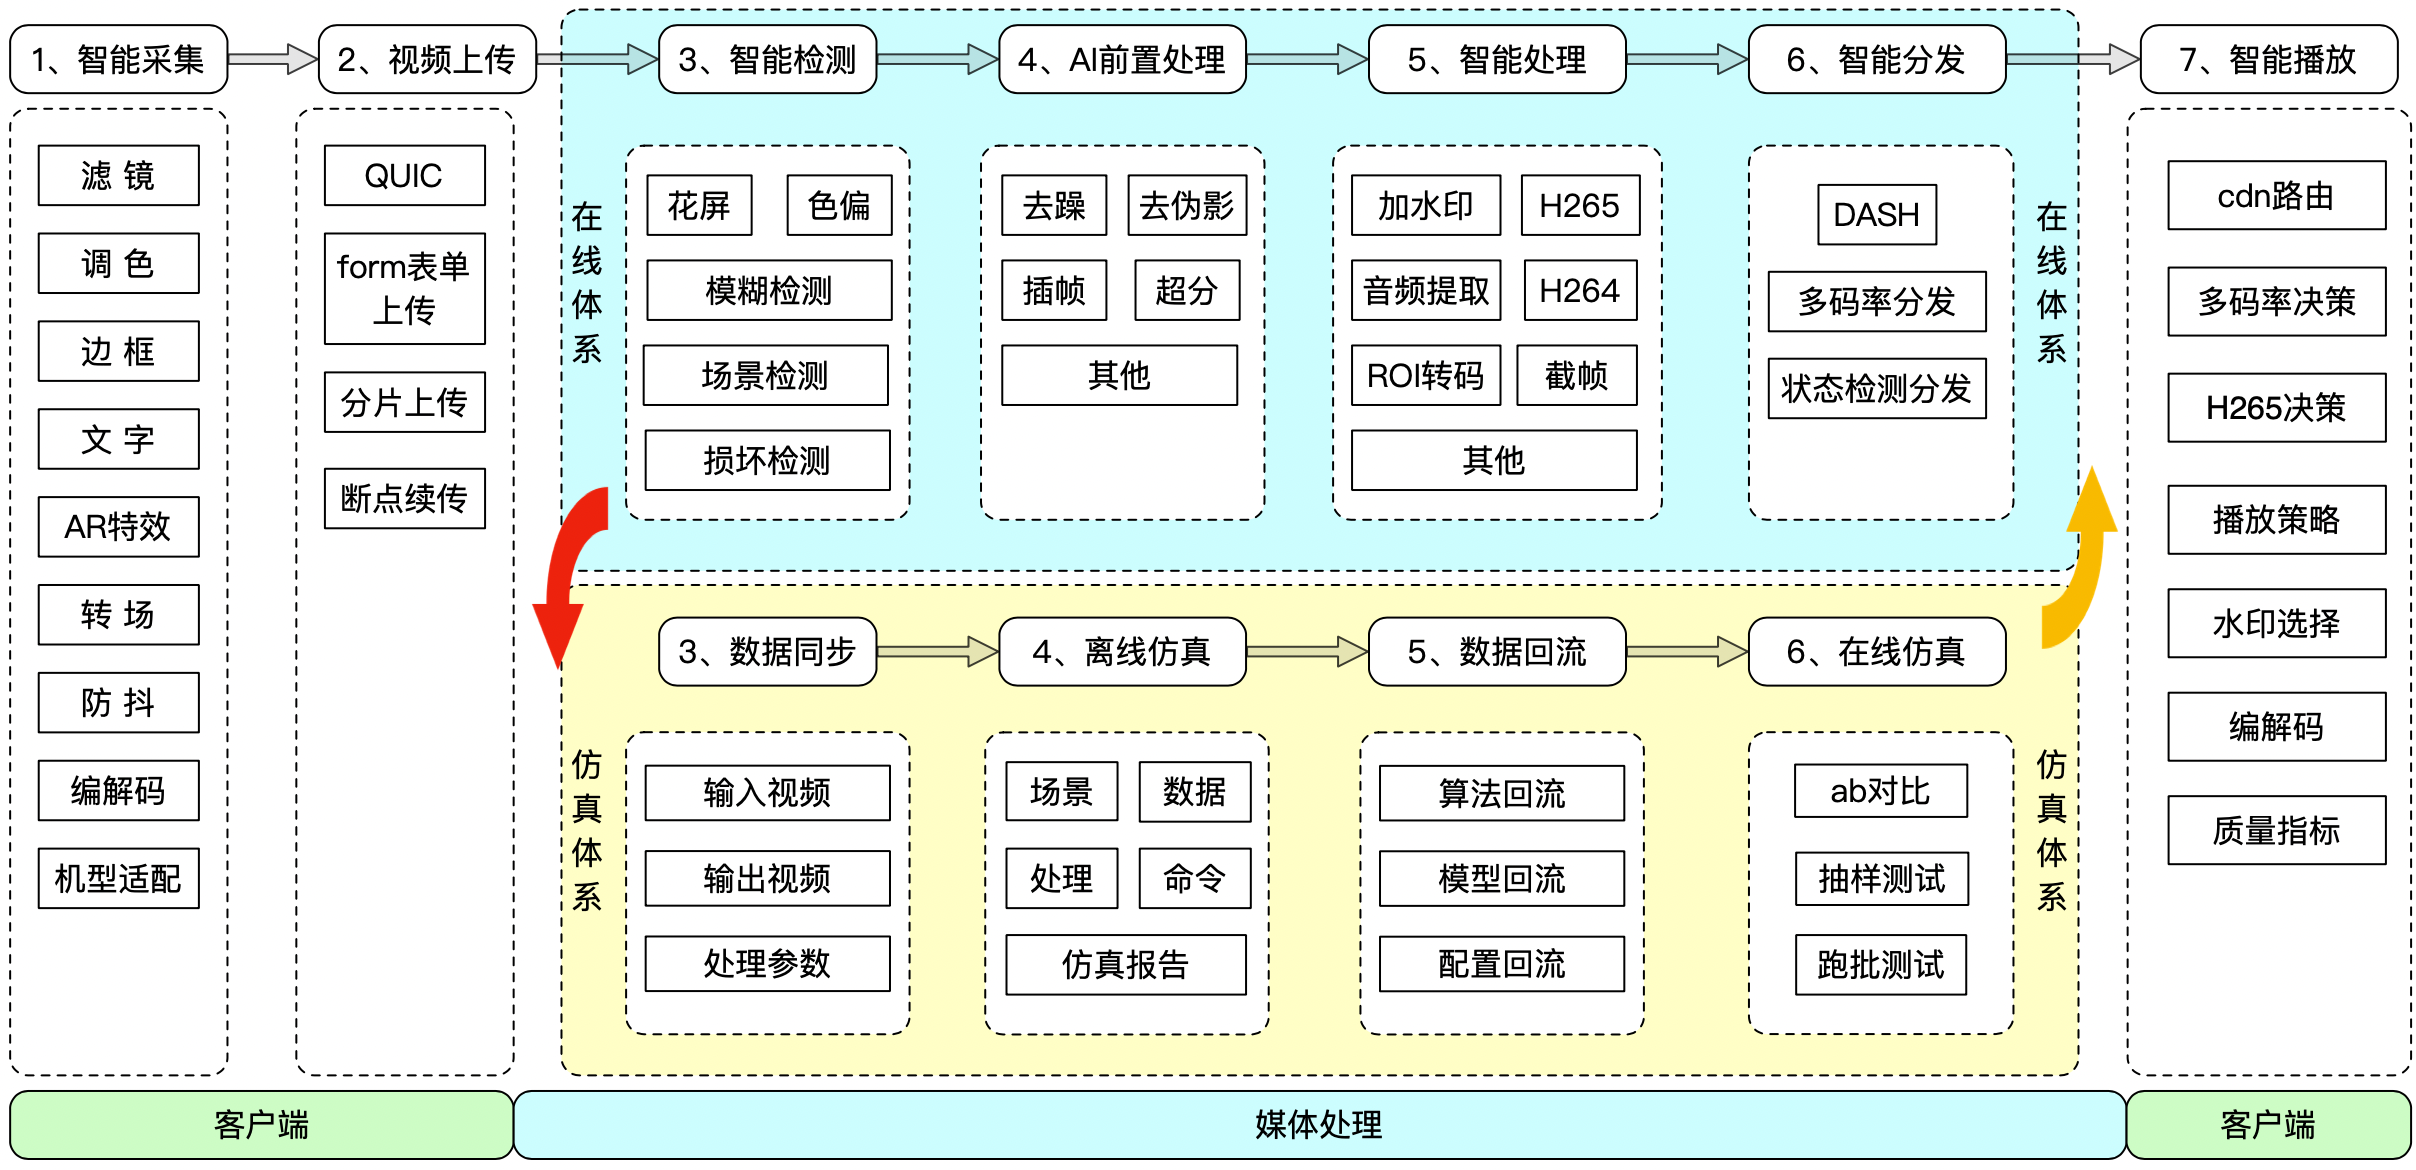 1、智能采集
2、视频上传
3、智能检测
4、AI前置处理
5、智能处理
6、智能分发
7、智能播放
滤 镜
调 色
边 框
文 字
AR特效
转 场
防 抖
编解码
机型适配
QUIC
form表单
上传
分片上传
断点续传
在线体系
花屏
色偏
模糊检测
场景检测
损坏检测
去躁
去伪影
插帧
超分
其他
加水印
H265
音频提取
H264
ROI转码
截帧
其他
DASH
多码率分发
状态检测分发
在线体系
3、数据同步
4、离线仿真
5、数据回流
6、在线仿真
仿真体系
输入视频
输出视频
处理参数
场景
数据
处理
命令
仿真报告
算法回流
模型回流
配置回流
ab对比
抽样测试
跑批测试
仿真体系
cdn路由
多码率决策
H265决策
播放策略
水印选择
编解码
质量指标
客户端
媒体处理
客户端